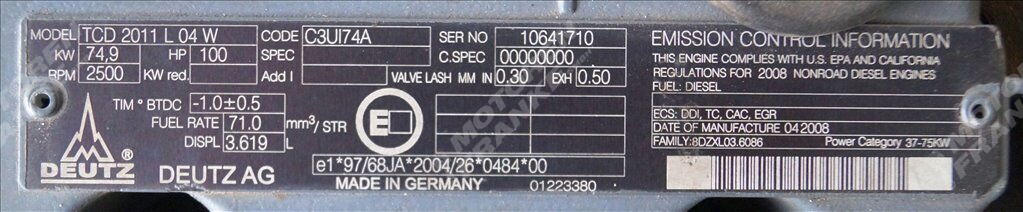 MODEL TCD 2011 L 04 W CODE C3UI74A SER NO 10641710
KW 74,9 HP 100 SPEC C.SPEC 00000000
RPM 2500 KW red. Add I VALVE LASH MM IN 0.30 EXH 0.50
TIM ° BTDC -1.0±0.5
FUEL RATE 71.0 mm³/STR
DISPL 3.619 L
E
DEUTZ ®
DEUTZ AG
e1*97/68JA*2004/26*0484*00
MADE IN GERMANY 01223380
EMISSION CONTROL INFORMATION
THIS ENGINE COMPLIES WITH U.S. EPA AND CALIFORNIA
REGULATIONS FOR * 2008 NONROAD DIESEL ENGINES
FUEL: DIESEL
ECS: DDI, TC, CAC, EGR
DATE OF MANUFACTURE 04 2008
FAMILY: 8DZXL03.6086 Power Category 37-75KW
MOTOREN FRANKEN